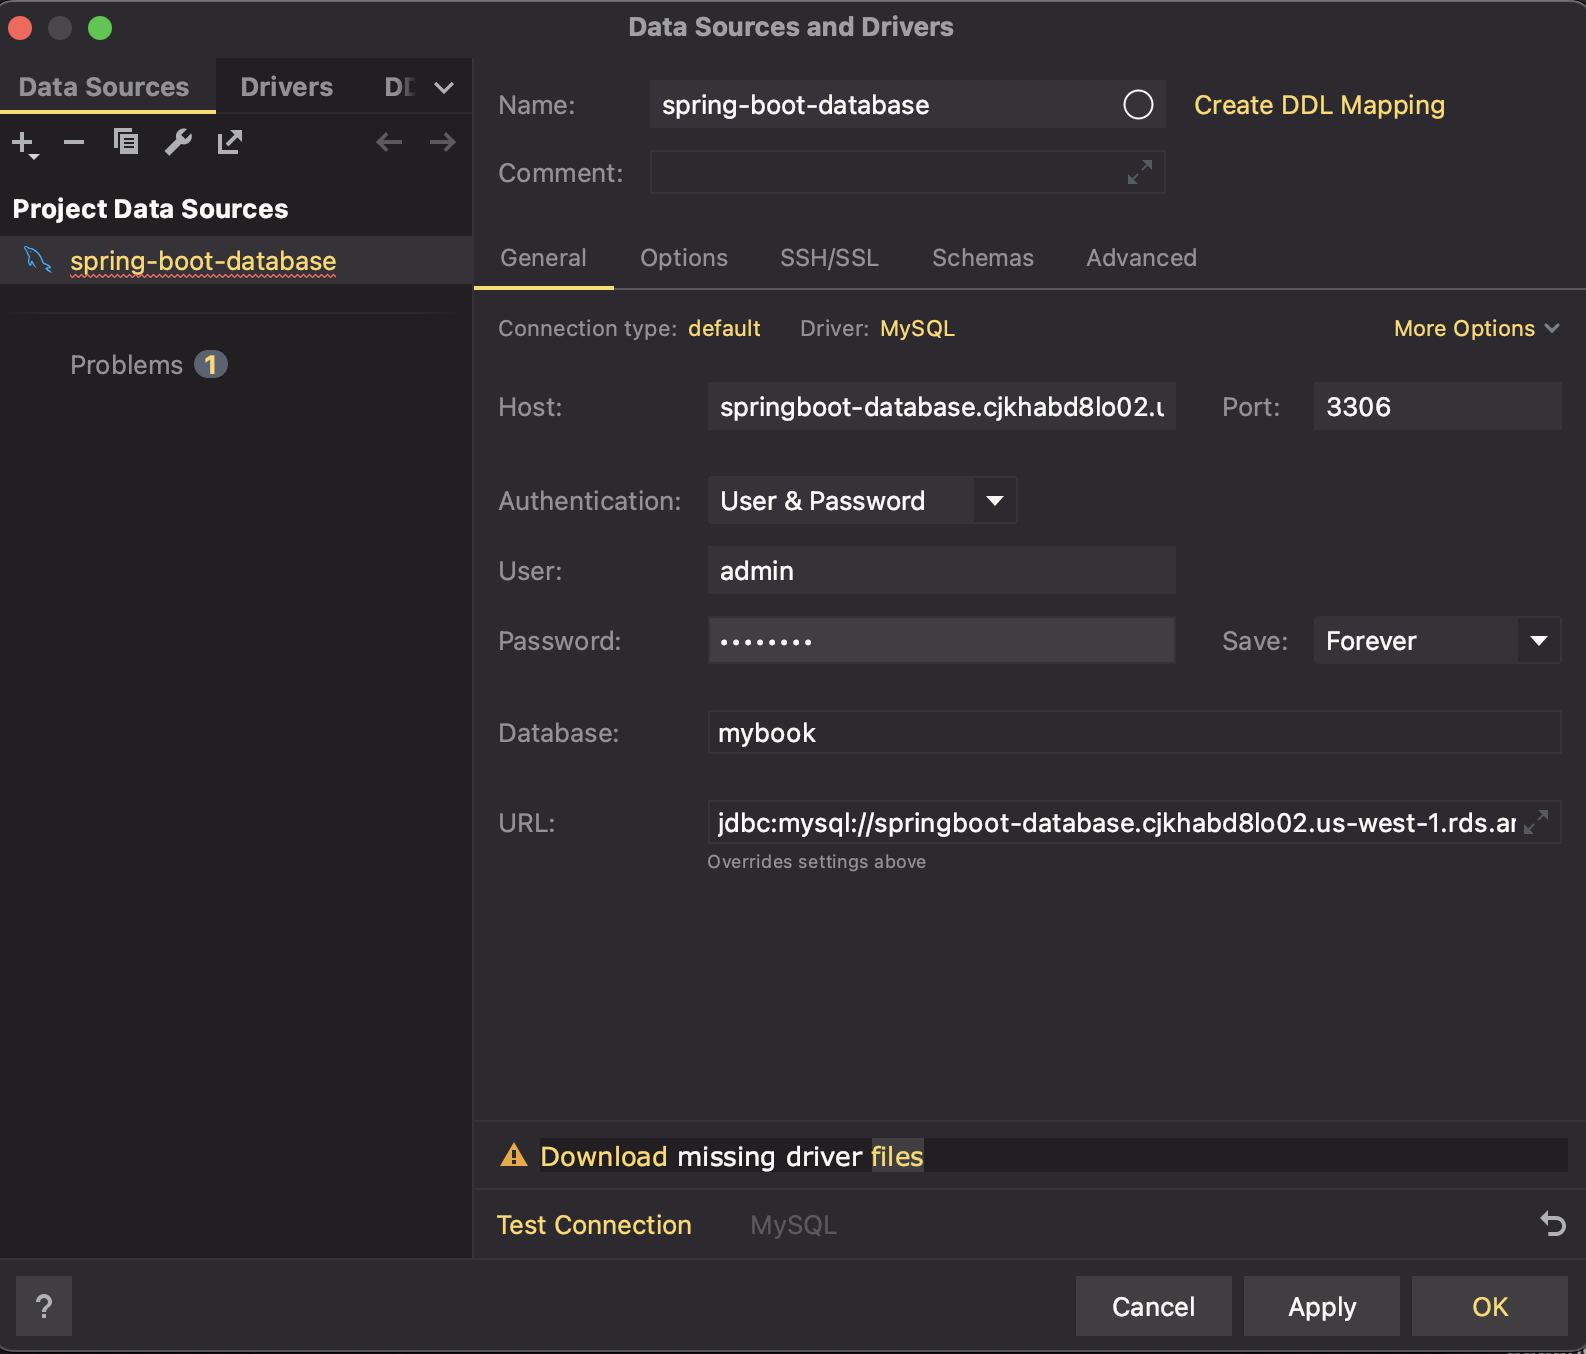 Data Sources and Drivers
Data Sources Drivers
Project Data Sources
spring-boot-database
Problems 1
Name: spring-boot-database Create DDL Mapping
Comment:
General Options SSH/SSL Schemas Advanced
Connection type: default Driver: MySQL More Options
Host: springboot-database.cjkhabd8lo02.u Port: 3306
Authentication: User & Password
User: admin
Password: •••••••• Save: Forever
Database: mybook
URL: jdbc:mysql://springboot-database.cjkhabd8lo02.us-west-1.rds.ar
Overrides settings above
Download missing driver files
Test Connection MySQL
? Cancel Apply OK